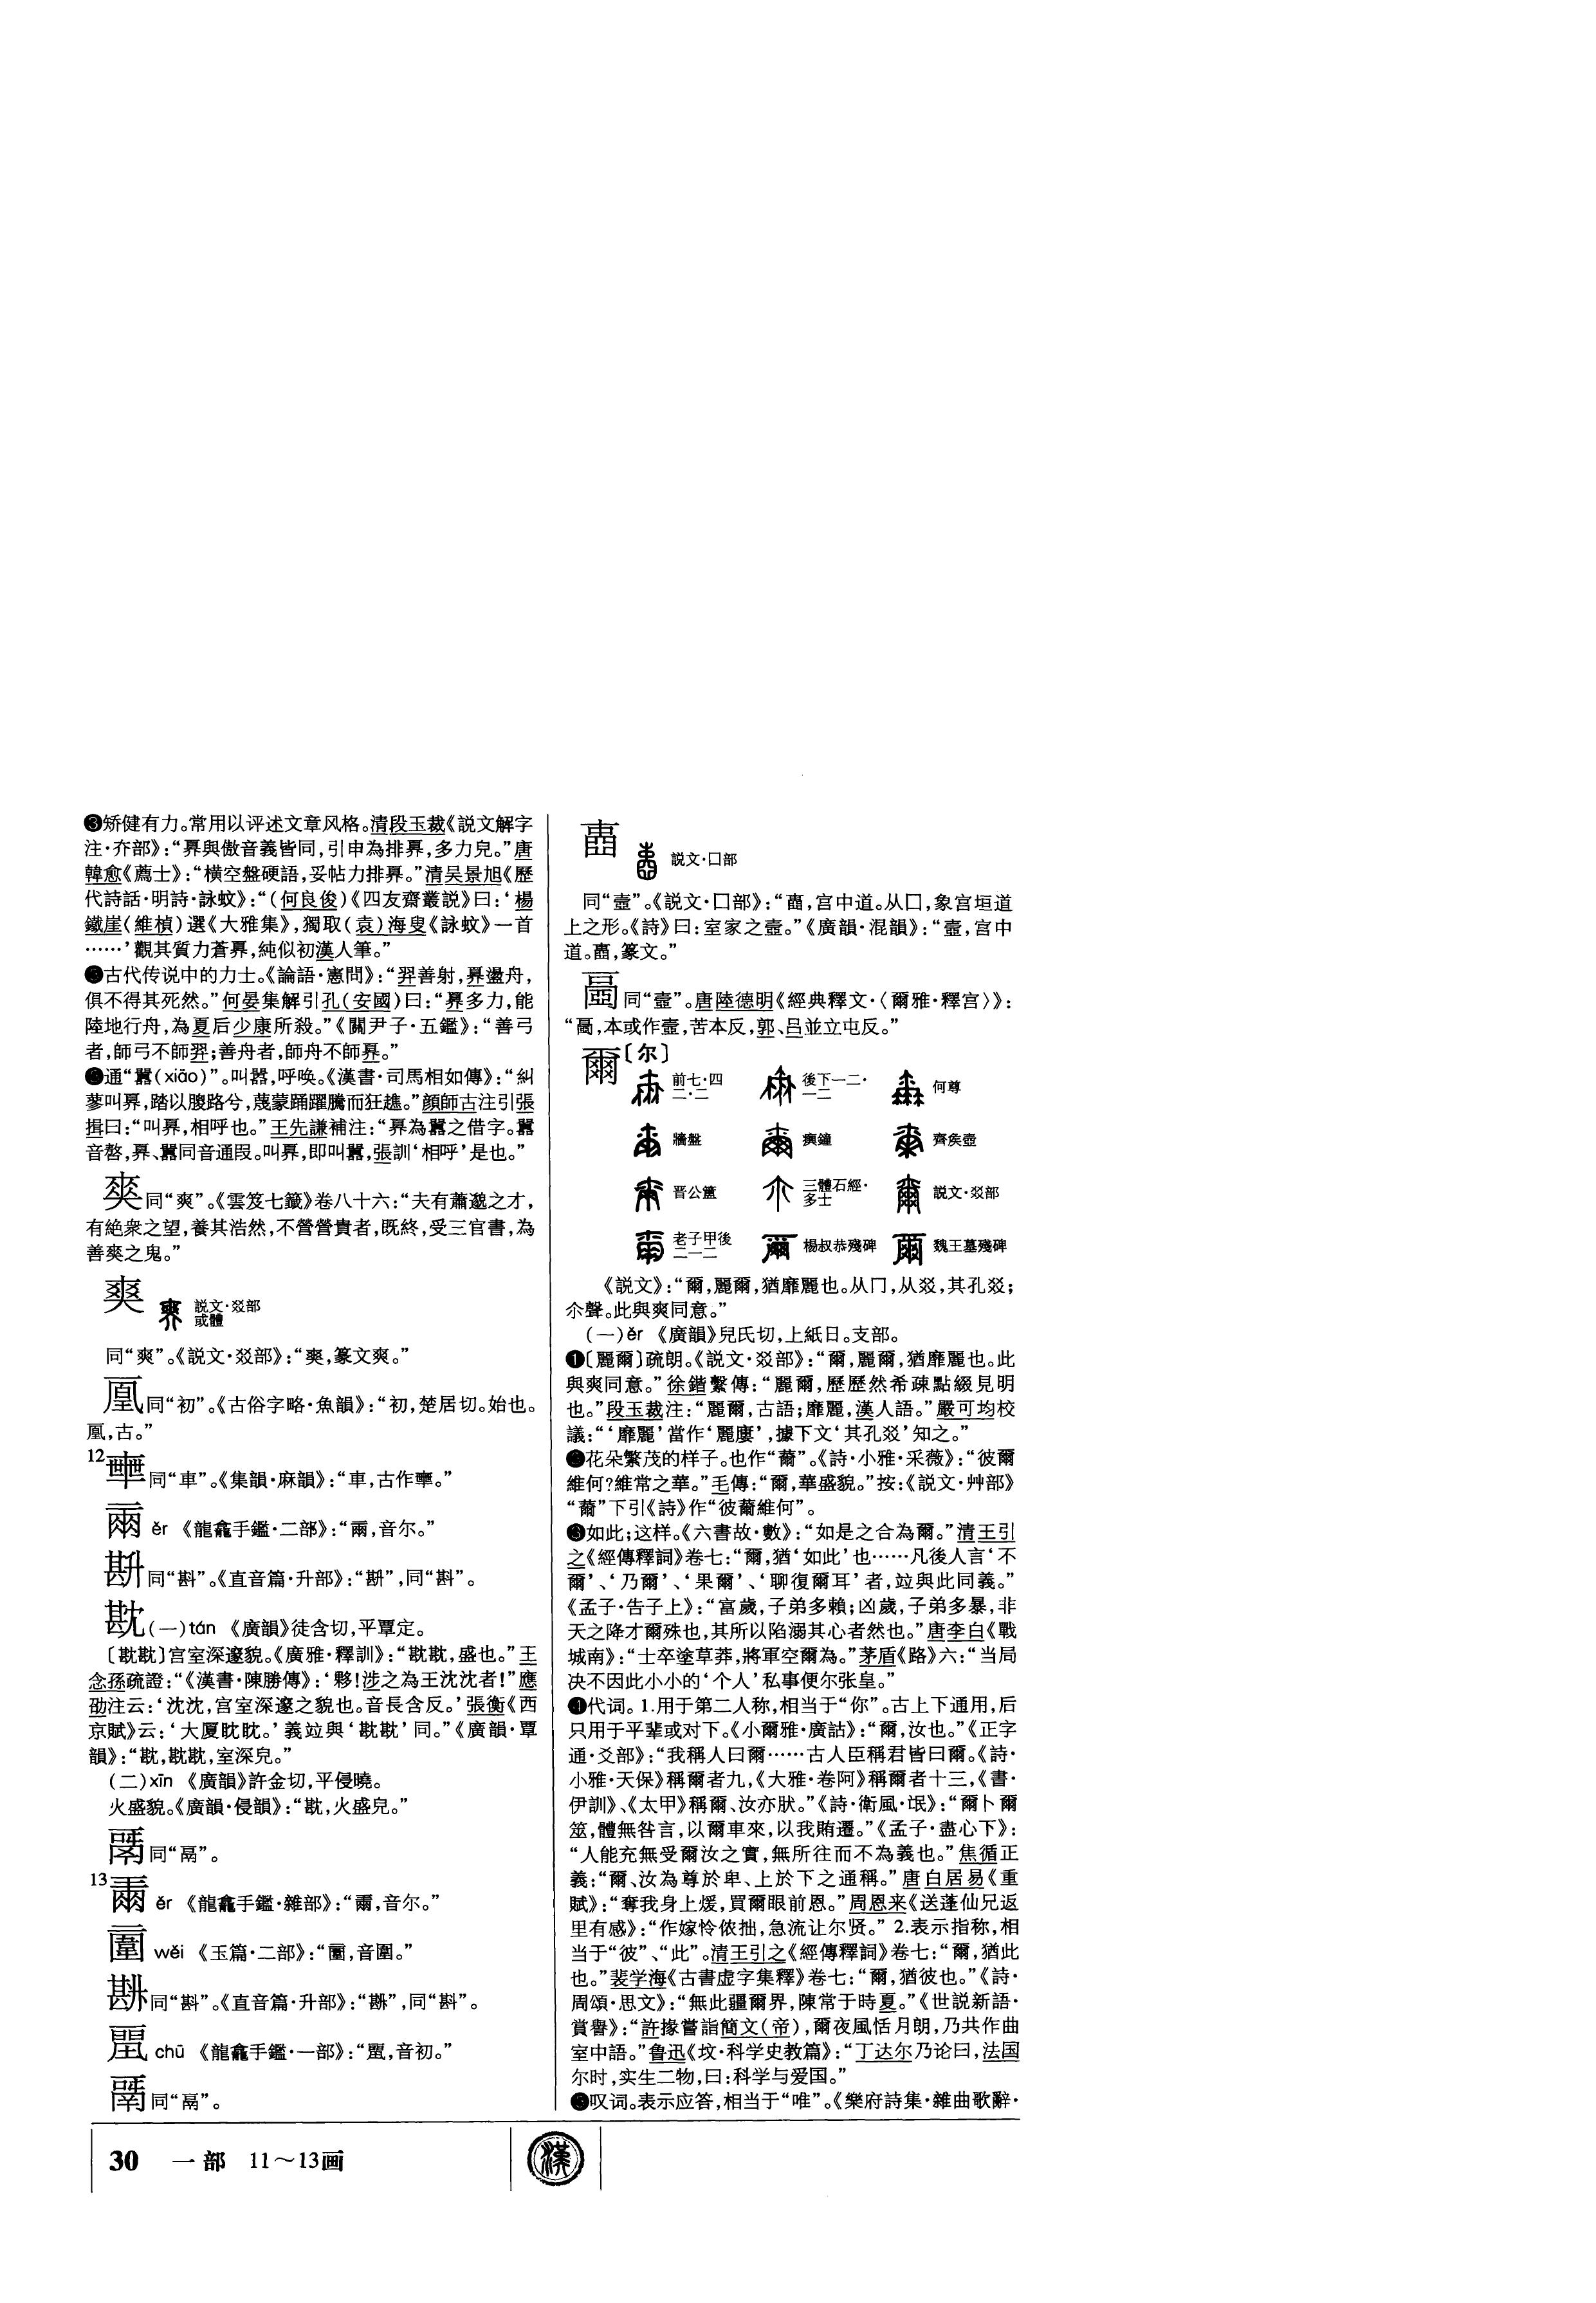 ❸矫健有力。常用以评述文章风格。清段玉裁《説文解字
注·夰部》:“奡與傲音義皆同,引申為排奡,多力皃。”唐
韓愈《薦士》:“横空盤硬語,妥帖力排奡。”清吴景旭《歷
代詩話·明詩·詠蚊》:“(何良俊)《四友齋叢説》曰:‘楊
鐵崖(維楨)選《大雅集》,獨取(袁)海叟《詠蚊》一首
……’觀其質力蒼奡,純似初漢人筆。”
古代传说中的力士。《論語·憲問》:“羿善射,奡盪舟,
俱不得其死然。”何晏集解引孔(安國)曰:“奡多力,能
陸地行舟,為夏后少康所殺。”《關尹子·五鑑》:“善弓
者,師弓不師羿;善舟者,師舟不師奡。”
通“嚻(xiāo)”。叫嚣,呼唤。《漢書·司馬相如傳》:“糾
蓼叫奡,踏以朡路兮,蔑蒙踊躍騰而狂趭。”顔師古注引張
揖曰:“叫奡,相呼也。”王先謙補注:“奡為嚻之借字。嚻
音嗸,奡、嚻同音通叚。叫奡,即叫嚻,張訓‘相呼’是也。”
同“爽”。《雲笈七籤》卷八十六:“夫有蕭邈之才,
有絶衆之望,養其浩然,不營營貴者,既終,受三官書,為
善之鬼。”
説文·㸚部
或體
同“爽”。《説文·㸚部》:“,篆文爽。”
同“初”。《古俗字略·魚韻》:“初,楚居切。始也。
,古。”
12
同“車”。《集韻·麻韻》:“車,古作。”
ěr 《龍龕手鑑·二部》:“,音尔。”
同“斟”。《直音篇·升部》:“,同“斟”。
(一)tán 《廣韻》徒含切,平覃定。
〔〕宫室深邃貌。《廣雅·釋訓》:“,盛也。”王
念孫疏證:“《漢書·陳勝傳》:‘夥!涉之為王沈沈者!”應
劭注云:‘沈沈,宫室深邃之貌也。音長含反。’張衡《西
京賦》云:‘大厦眈眈。’義竝與‘’同。”《廣韻·覃
韻》:“,室深皃。”
(二)xīn 《廣韻》許金切,平侵曉。
火盛貌。《廣韻·侵韻》:“,火盛皃。”
同“鬲”。
13
ěr 《龍龕手鑑·雜部》:“,音尔。”
wěi 《玉篇·二部》:“,音圍。”
同“斟”。《直音篇·升部》:“”,同“斟”。
chū 《龍龕手鑑·一部》:“,音初。”
同“鬲”。
説文·囗部
同“壼”。《説文·囗部》:“,宫中道。从囗,象宫垣道
上之形。《詩》曰:室家之壼。”《廣韻·混韻》:“壼,宫中
道。,篆文。”
同“壼”。唐陸德明《經典釋文·〈爾雅·釋宫〉》:
“,本或作壼,苦本反,郭、吕並立屯反。”
爾〔尔〕
前七·四二·二 後下一二·一二 何尊
牆盤 𤼈鐘 齊侯壺
晋公𥂴 三體石經·多士 説文·㸚部
老子甲後二一二 楊叔恭殘碑 魏王墓殘碑
《説文》:“爾,麗爾,猶靡麗也。从冂,从㸚,其孔㸚;
尒聲。此與爽同意。”
(一)ěr 《廣韻》兒氏切,上紙日。支部。
❶〔麗爾〕疏朗。《説文·㸚部》:“爾,麗爾,猶靡麗也。此
與爽同意。”徐鍇繫傳:“麗爾,歷歷然希疎點綴見明
也。”段玉裁注:“麗爾,古語;靡麗,漢人語。”嚴可均校
議:“‘靡麗’當作‘麗廔’,據下文‘其孔㸚’知之。”
花朵繁茂的样子。也作“薾”。《詩·小雅·采薇》:“彼爾
維何?維常之華。”毛傳:“爾,華盛貌。”按:《説文·艸部》
“薾”下引《詩》作“彼薾維何”。
❸如此;这样。《六書故·數》:“如是之合為爾。”清王引
之《經傳釋詞》卷七:“爾,猶‘如此’也……凡後人言‘不
爾’、‘乃爾’、‘果爾’、‘聊復爾耳’者,竝與此同義。”
《孟子·告子上》:“富歲,子弟多賴;凶歲,子弟多暴,非
天之降才爾殊也,其所以陷溺其心者然也。”唐李白《戰
城南》:“士卒塗草莽,將軍空爾為。”茅盾《路》六:“当局
决不因此小小的‘个人’私事便尔张皇。”
❹代词。1.用于第二人称,相当于“你”。古上下通用,后
只用于平辈或对下。《小爾雅·廣詁》:“爾,汝也。”《正字
通·爻部》:“我稱人曰爾……古人臣稱君皆曰爾。《詩·
小雅·天保》稱爾者九,《大雅·卷阿》稱爾者十三,《書·
伊訓》、《太甲》稱爾、汝亦肰。”《詩·衛風·氓》:“爾卜爾
筮,體無咎言,以爾車來,以我賄遷。”《孟子·盡心下》:
“人能充無受爾汝之實,無所往而不為義也。”焦循正
義:“爾、汝為尊於卑、上於下之通稱。”唐白居易《重
賦》:“奪我身上煖,買爾眼前恩。”周恩来《送蓬仙兄返
里有感》:“作嫁怜侬拙,急流让尔贤。”2.表示指称,相
当于“彼”、“此”。清王引之《經傳釋詞》卷七:“爾,猶此
也。”裴学海《古書虚字集釋》卷七:“爾,猶彼也。”《詩·
周頌·思文》:“無此疆爾界,陳常于時夏。”《世説新語·
賞譽》:“許掾嘗詣簡文(帝),爾夜風恬月朗,乃共作曲
室中語。”鲁迅《坟·科学史教篇》:“丁达尔乃论曰,法国
尔时,实生二物,曰:科学与爱国。”
❺叹词。表示应答,相当于“唯”。《樂府詩集·雜曲歌辭·
30 一部 11～13画
漢